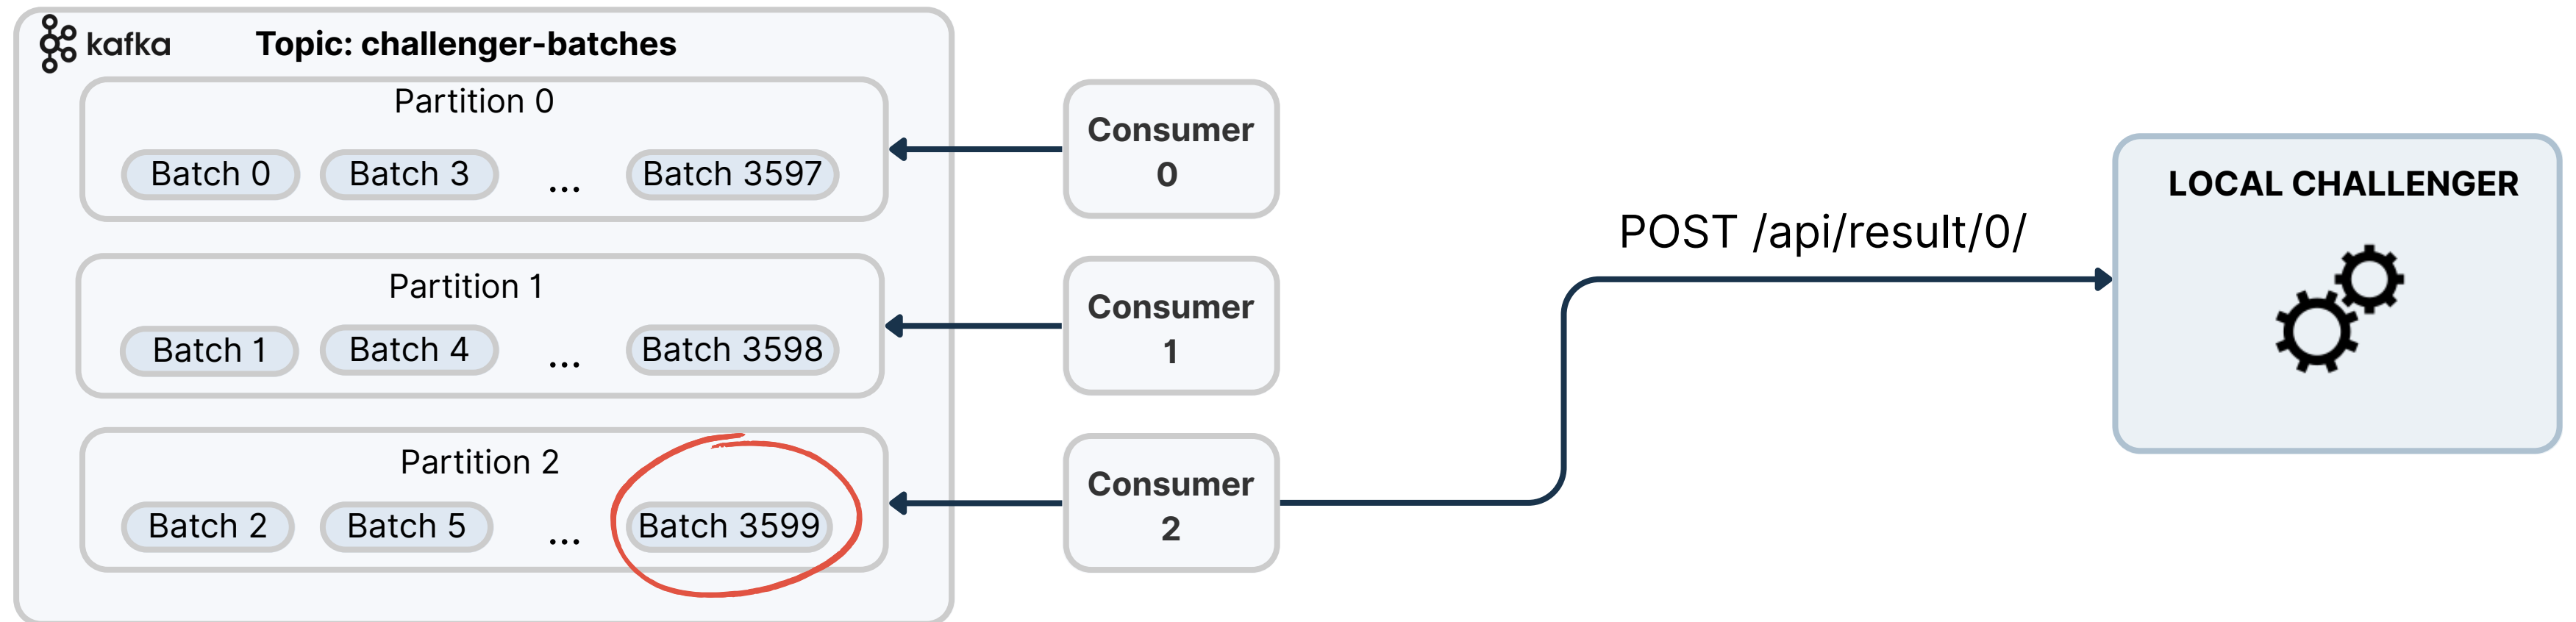 kafka
Topic: challenger-batches
Partition 0
Batch 0
Batch 3
...
Batch 3597
Partition 1
Batch 1
Batch 4
...
Batch 3598
Partition 2
Batch 2
Batch 5
...
Batch 3599
Consumer
0
Consumer
1
Consumer
2
POST /api/result/0/
LOCAL CHALLENGER